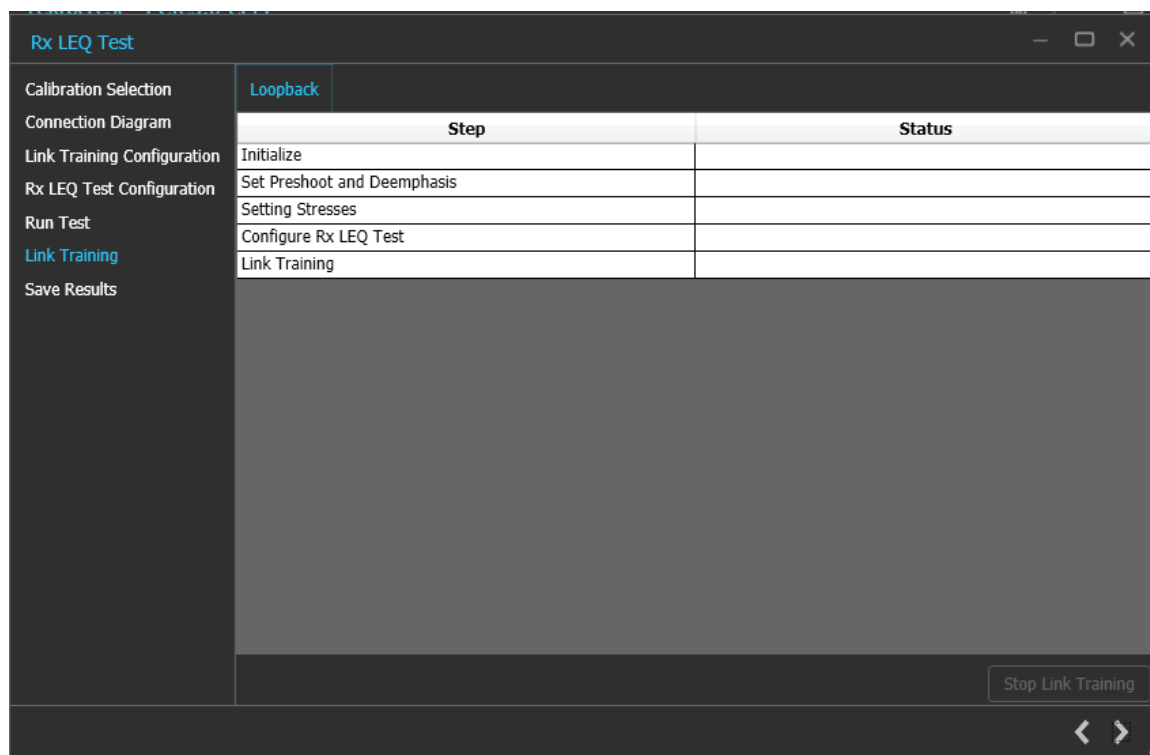 Rx LEQ Test
Calibration Selection
Connection Diagram
Link Training Configuration
Rx LEQ Test Configuration
Run Test
Link Training
Save Results
Loopback
Step Status
Initialize
Set Preshoot and Deemphasis
Setting Stresses
Configure Rx LEQ Test
Link Training
Stop Link Training